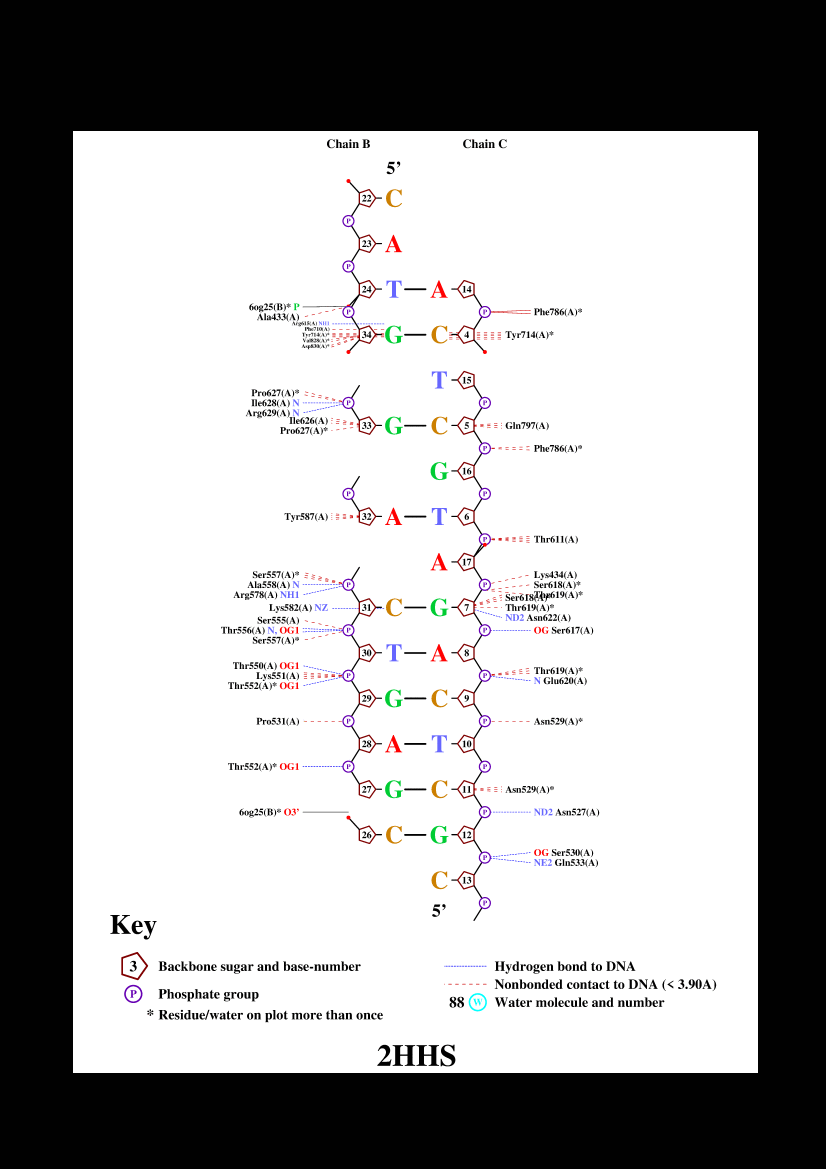 Chain B Chain C
5’
22 C
P
23 A
P
24 T A 14
6og25(B)* P
P P Phe786(A)*
Ala433(A)
Arg615(A) NH1
Phe710(A)
Tyr714(A)* 34 G C 4 Tyr714(A)*
Val828(A)*
Asp830(A)*
T 15
Pro627(A)*
Ile628(A) N P P
Arg629(A) N
Ile626(A)
33 G C 5 Gln797(A)
Pro627(A)*
P Phe786(A)*
G 16
P P
Tyr587(A) 32 A T 6
P Thr611(A)
A 17
Ser557(A)* Lys434(A)
Ala558(A) N P P Ser618(A)*
Arg578(A) NH1 Thr619(A)*
Ser618(A)*
Lys582(A) NZ 31 C G 7 Thr619(A)*
ND2 Asn622(A)
Ser555(A)
Thr556(A) N, OG1 P P OG Ser617(A)
Ser557(A)*
30 T A 8
Thr550(A) OG1 Thr619(A)*
Lys551(A) P P N Glu620(A)
Thr552(A)* OG1
29 G C 9
Pro531(A) P P Asn529(A)*
28 A T 10
Thr552(A)* OG1 P P
27 G C 11 Asn529(A)*
6og25(B)* O3’ P ND2 Asn527(A)
26 C G 12
OG Ser530(A)
P
NE2 Gln533(A)
C 13
5’ P
Key
3 Backbone sugar and base-number Hydrogen bond to DNA
Nonbonded contact to DNA (< 3.90A)
P Phosphate group 88 W Water molecule and number
* Residue/water on plot more than once
2HHS